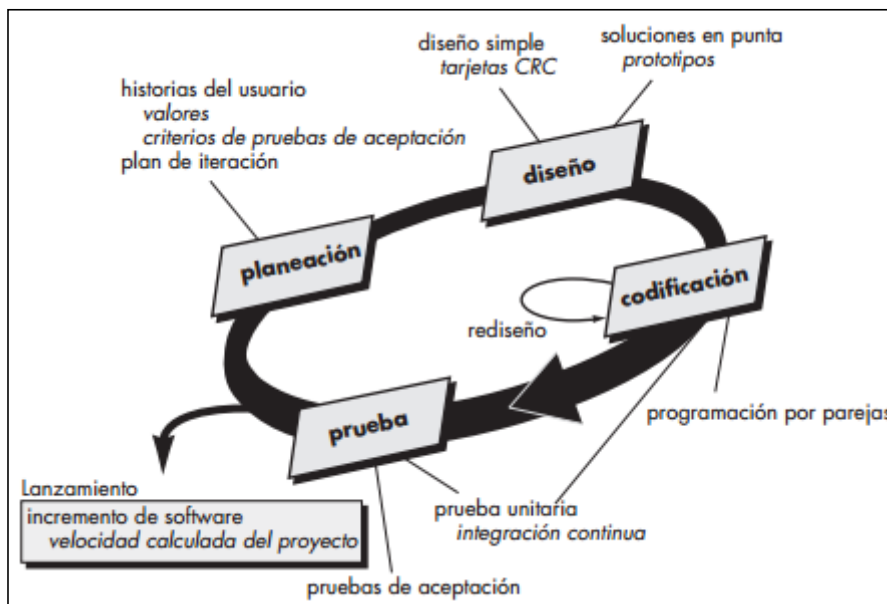 diseño simple
tarjetas CRC
soluciones en punta
prototipos
historias del usuario
valores
criterios de pruebas de aceptación
plan de iteración
diseño
planeación
codificación
rediseño
programación por parejas
prueba
Lanzamiento
incremento de software
velocidad calculada del proyecto
prueba unitaria
integración continua
pruebas de aceptación